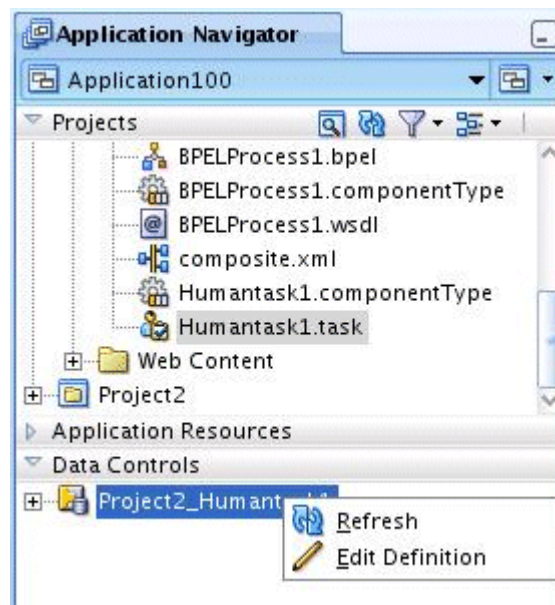 Application Navigator
Application100
Projects
BPELProcess1.bpel
BPELProcess1.componentType
BPELProcess1.wsdl
composite.xml
Humantask1.componentType
Humantask1.task
Web Content
Project2
Application Resources
Data Controls
Refresh
Edit Definition